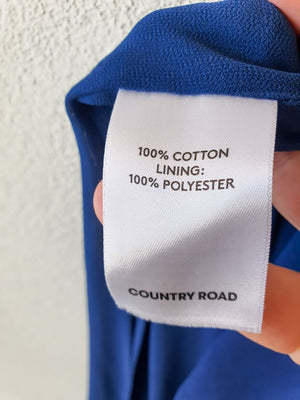 100% COTTON
LINING:
100% POLYESTER
COUNTRY ROAD